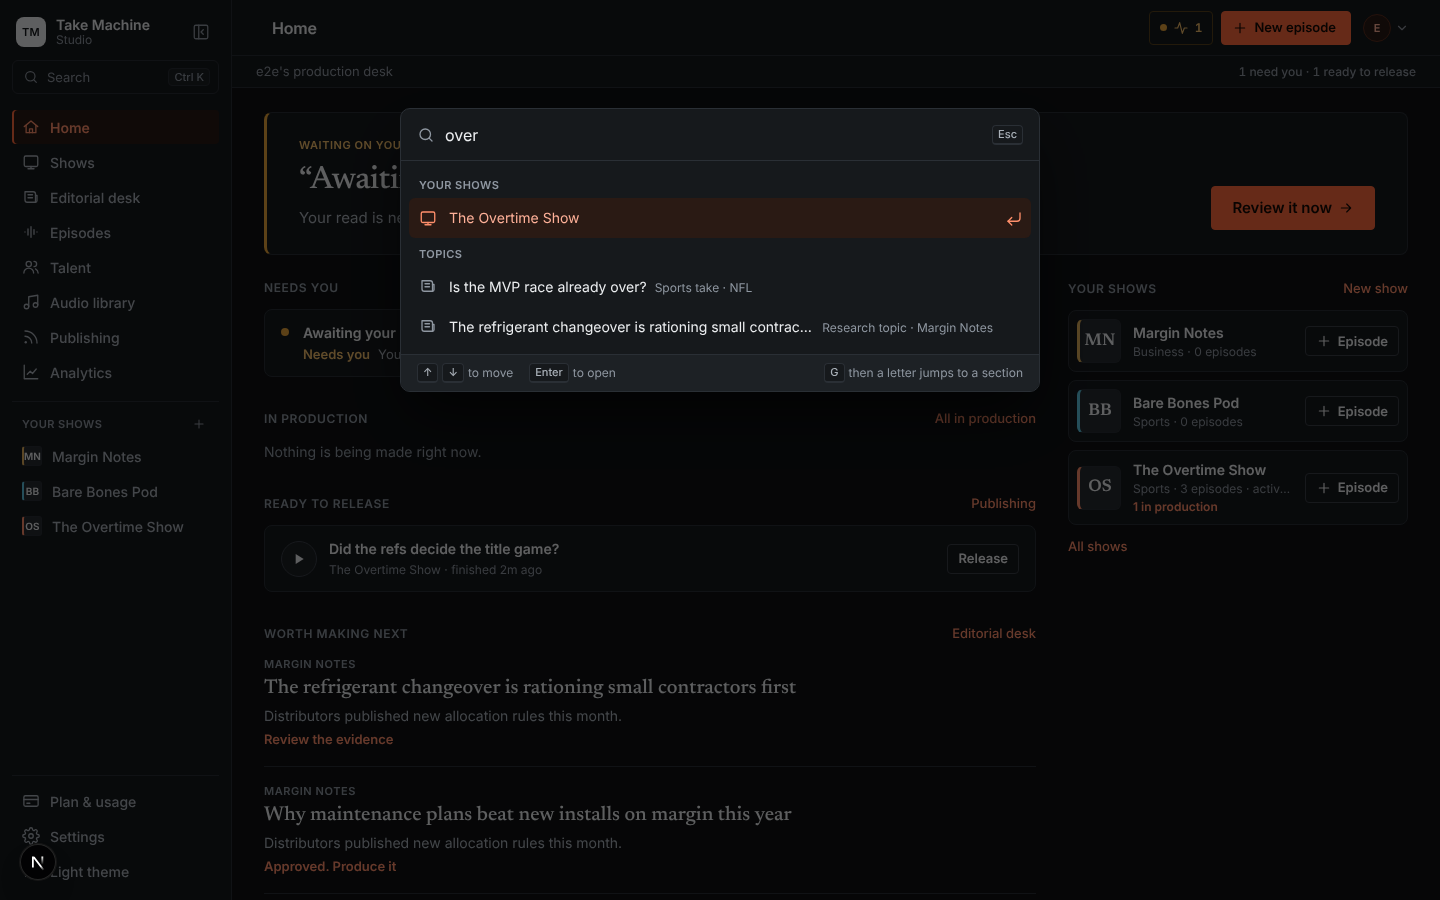 TM
Take Machine
Studio
Search
Ctrl K
Home
Shows
Editorial desk
Episodes
Talent
Audio library
Publishing
Analytics
YOUR SHOWS
MN Margin Notes
BB Bare Bones Pod
OS The Overtime Show
Plan & usage
Settings
N
Light theme
Home
1
New episode
E
e2e's production desk
1 need you · 1 ready to release
WAITING ON YOU
“Awaiti
Your read is ne
Review it now →
over
Esc
YOUR SHOWS
The Overtime Show
TOPICS
Is the MVP race already over? Sports take · NFL
The refrigerant changeover is rationing small contrac... Research topic · Margin Notes
↑ ↓ to move Enter to open
G then a letter jumps to a section
NEEDS YOU
Awaiting your
Needs you You
IN PRODUCTION
All in production
Nothing is being made right now.
READY TO RELEASE
Publishing
Did the refs decide the title game?
The Overtime Show · finished 2m ago
Release
WORTH MAKING NEXT
Editorial desk
MARGIN NOTES
The refrigerant changeover is rationing small contractors first
Distributors published new allocation rules this month.
Review the evidence
MARGIN NOTES
Why maintenance plans beat new installs on margin this year
Distributors published new allocation rules this month.
Approved. Produce it
YOUR SHOWS
New show
MN
Margin Notes
Business · 0 episodes
Episode
BB
Bare Bones Pod
Sports · 0 episodes
Episode
OS
The Overtime Show
Sports · 3 episodes · activ...
1 in production
Episode
All shows